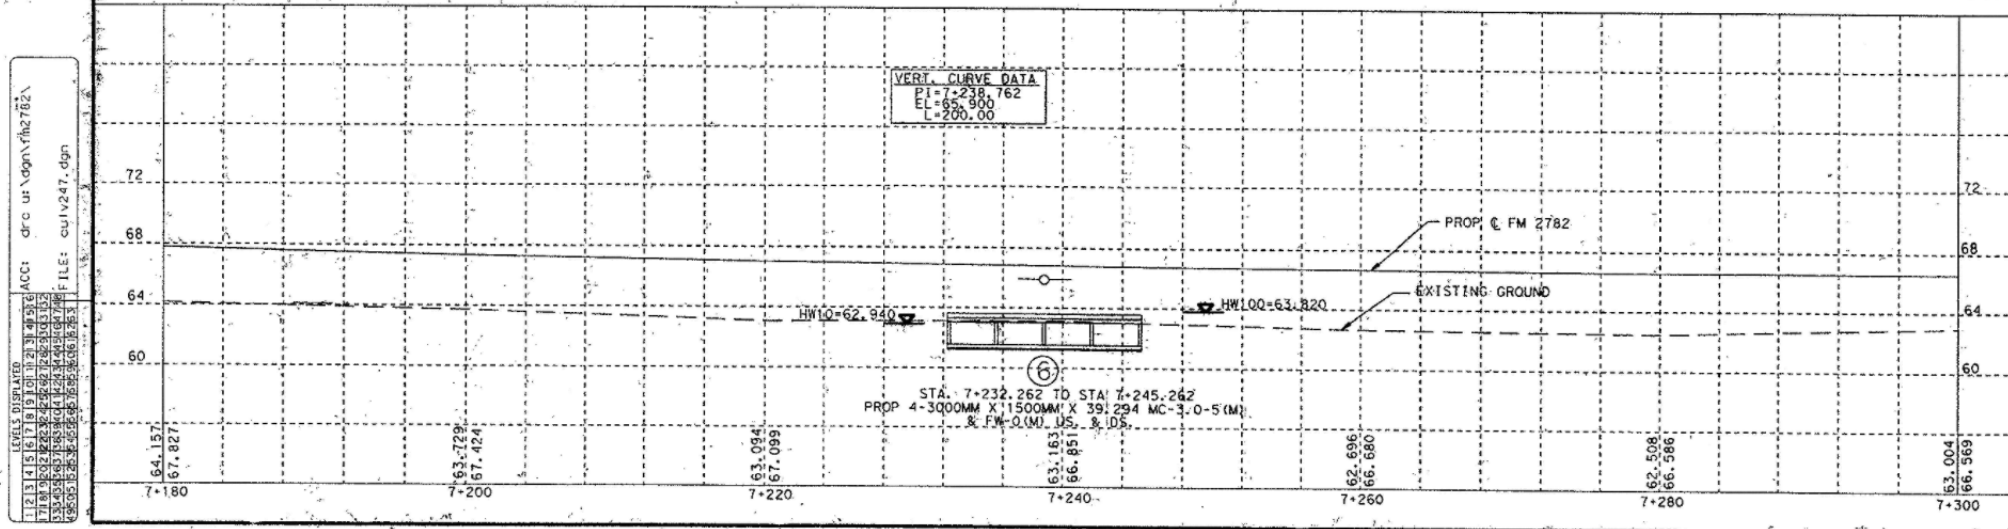 VERT. CURVE DATA
PI=7+238.762
EL=65.900
L=200.00
72
72
68
68
PROP ℄ FM 2782
64
64
EXISTING GROUND
HW10=62.940
HW100=63.820
60
60
6
STA. 7+232.262 TO STA 7+245.262
PROP 4-3000MM X 1500MM X 39.294 MC-3.0-5(M)
& FW-0(M) US. & DS.
64.157
67.827
63.729
67.424
63.094
67.099
63.163
66.851
62.696
66.680
62.508
66.586
63.004
66.569
7+180
7+200
7+220
7+240
7+260
7+280
7+300
ACC: drc u:\dgn\fm2782\
FILE: culv247.dgn
LEVELS DISPLAYED